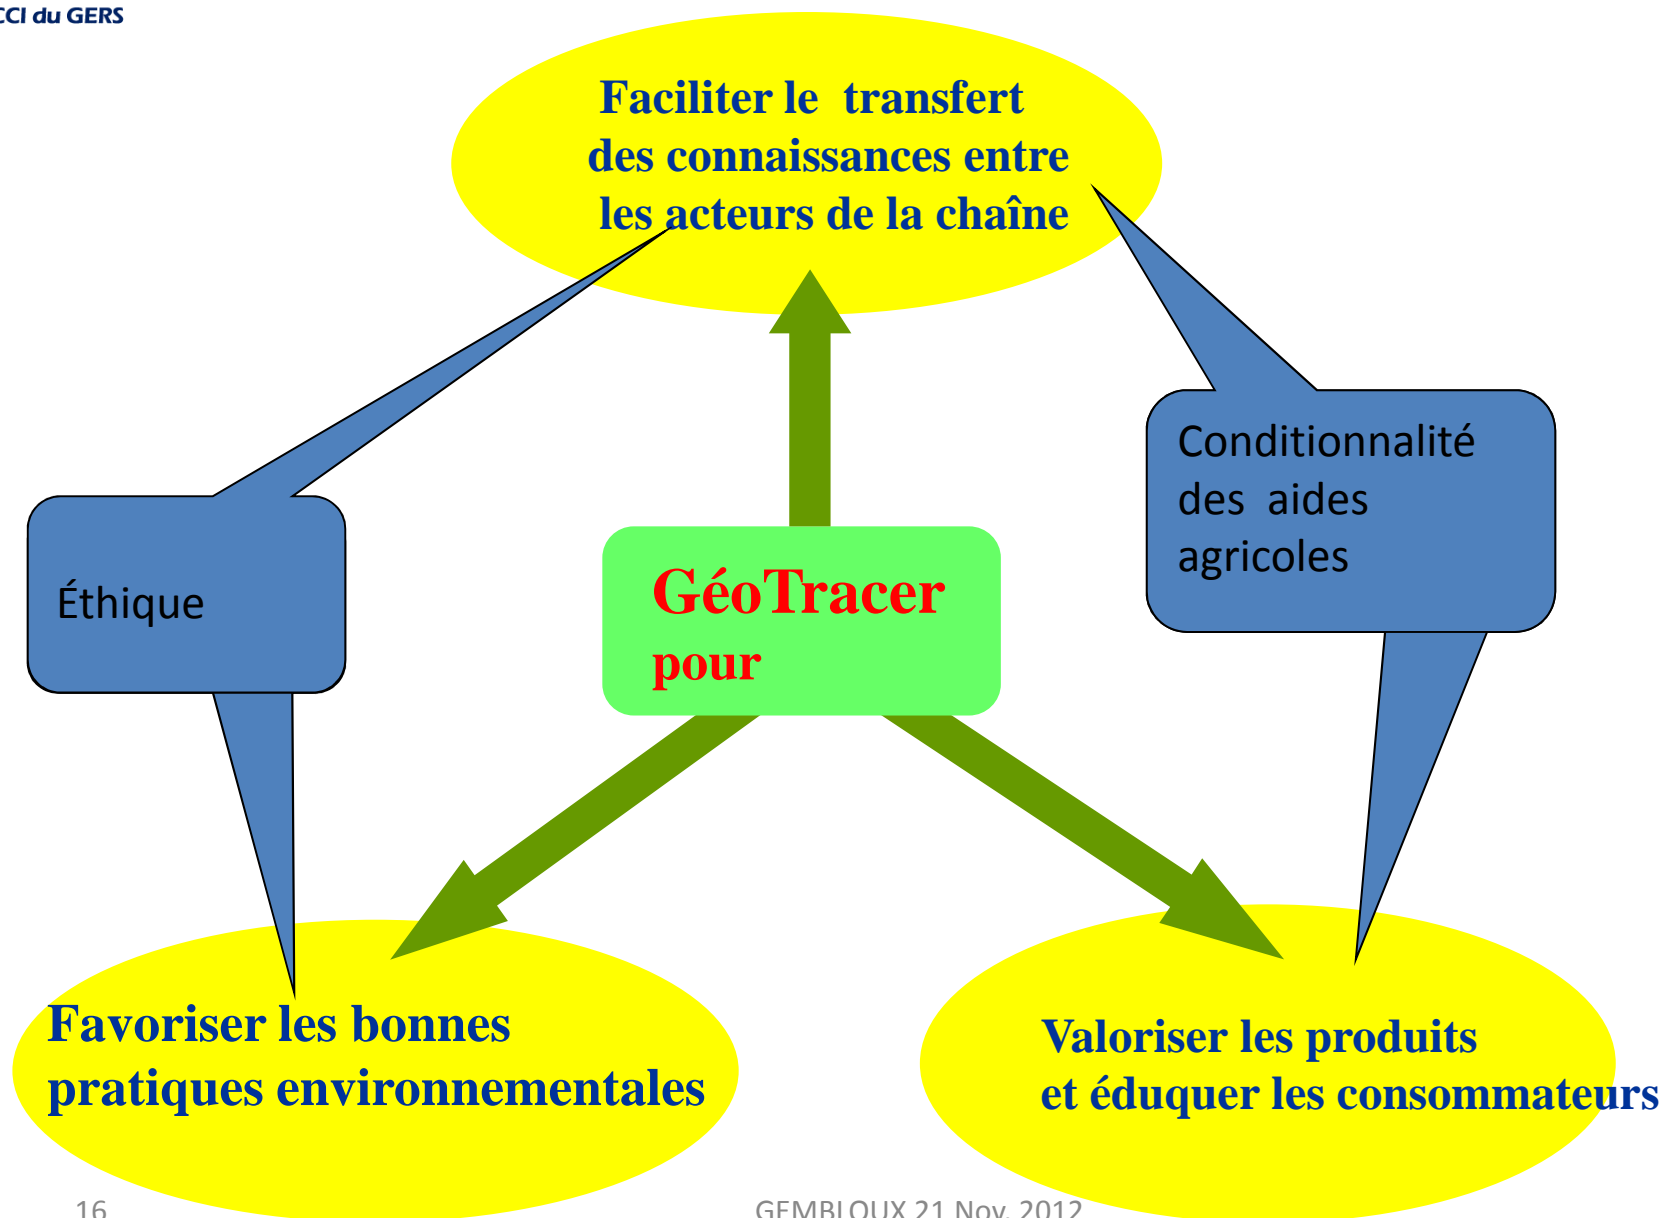 CCI du GERS
Faciliter le transfert
des connaissances entre
les acteurs de la chaîne
Conditionnalité
des aides
agricoles
Éthique
GéoTracer
pour
Favoriser les bonnes
pratiques environnementales
Valoriser les produits
et éduquer les consommateurs
16
GEMBLOUX 21 Nov. 2012